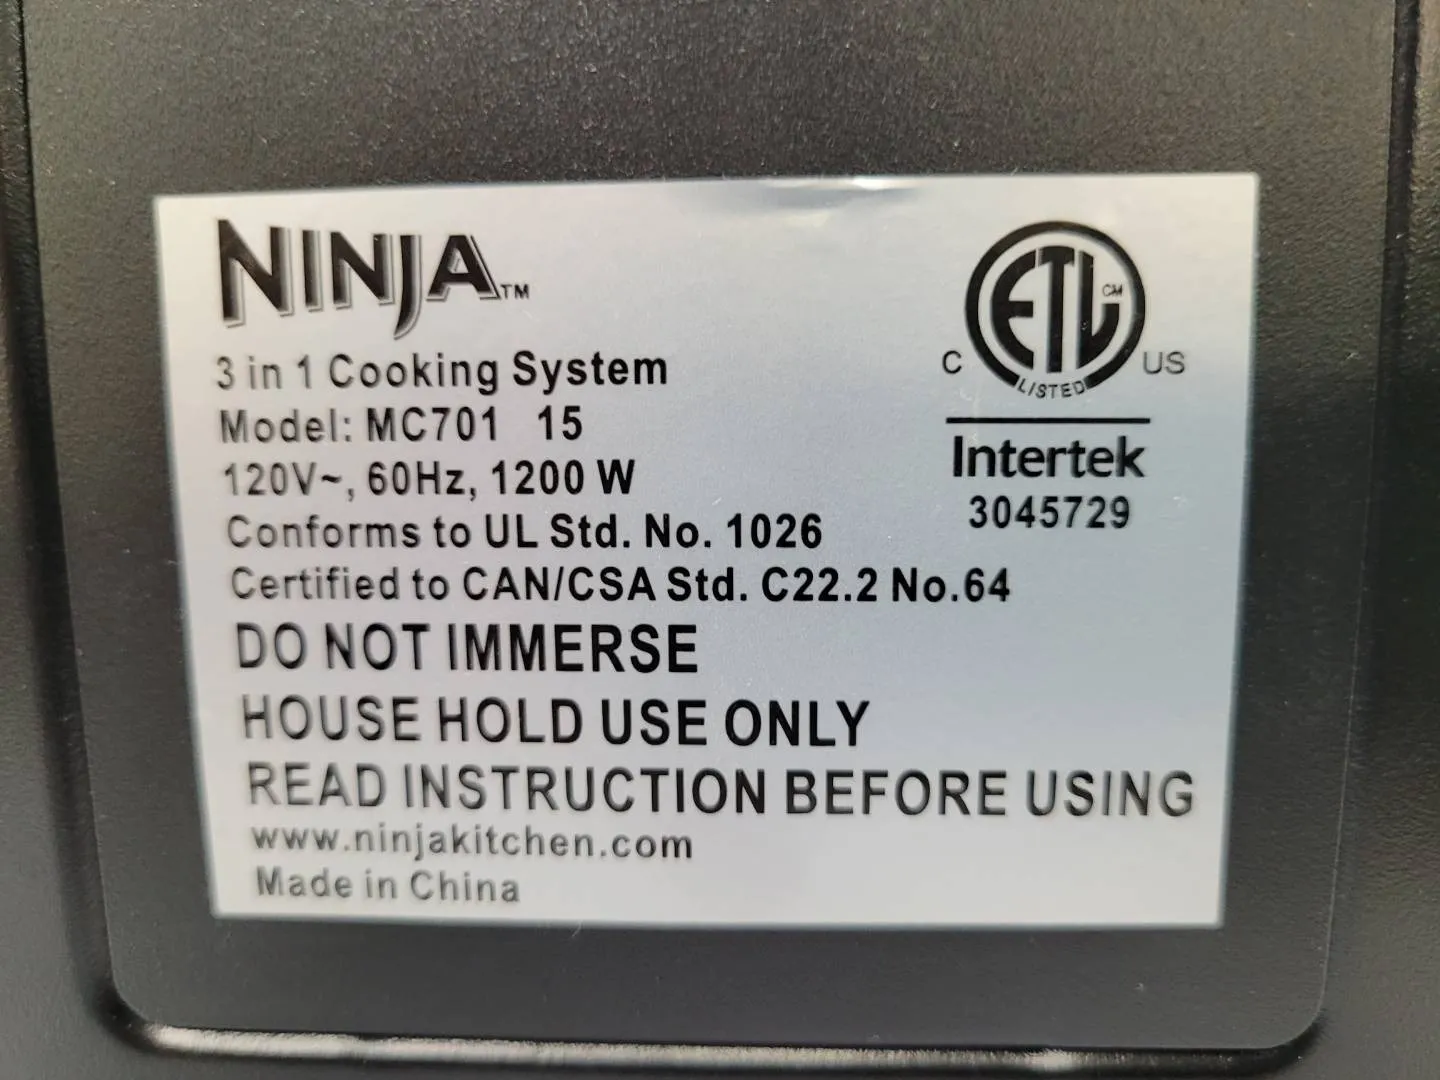 NINJA™
3 in 1 Cooking System
Model: MC701 15
120V~, 60Hz, 1200 W
Conforms to UL Std. No. 1026
Certified to CAN/CSA Std. C22.2 No.64
DO NOT IMMERSE
HOUSE HOLD USE ONLY
READ INSTRUCTION BEFORE USING
www.ninjakitchen.com
Made in China
ETL CM
C US
LISTED
Intertek
3045729